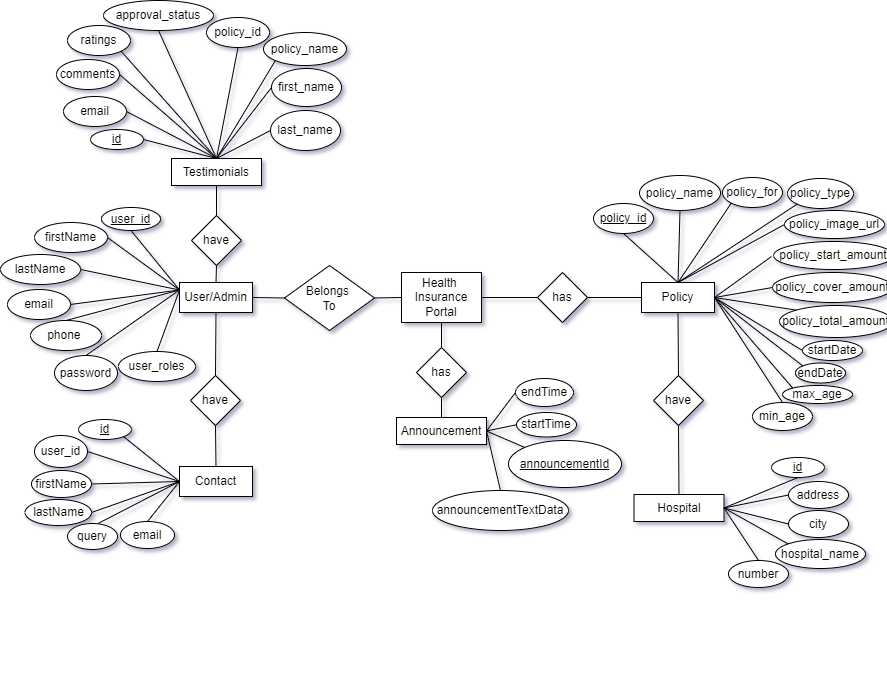 approval_status
policy_id
ratings
policy_name
comments
first_name
email
last_name
id
Testimonials
have
user_id
firstName
lastName
email
phone
password
user_roles
User/Admin
Belongs
To
Health
Insurance
Portal
has
Policy
policy_id
policy_name
policy_for
policy_type
policy_image_url
policy_start_amount
policy_cover_amount
policy_total_amount
startDate
endDate
max_age
min_age
has
have
have
endTime
startTime
Announcement
announcementId
announcementTextData
id
user_id
firstName
lastName
query
email
Contact
id
address
city
hospital_name
number
Hospital